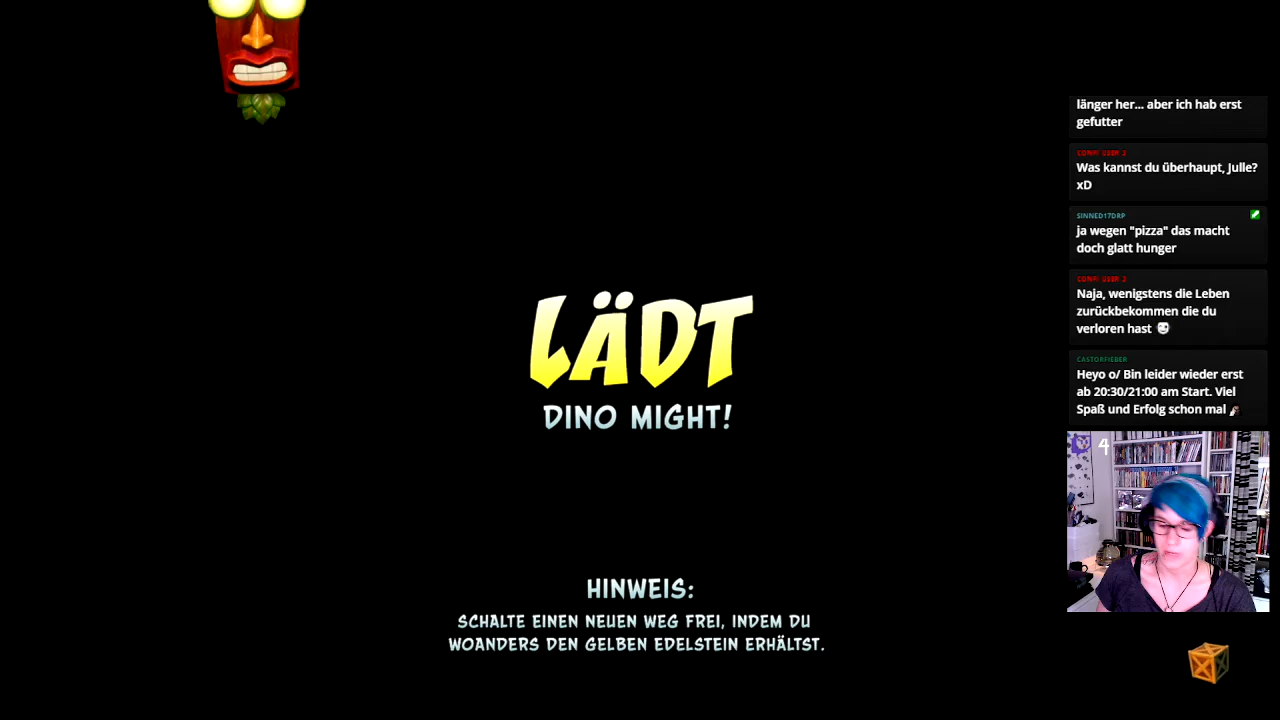 LÄDT
DINO MIGHT!
HINWEIS:
SCHALTE EINEN NEUEN WEG FREI, INDEM DU
WOANDERS DEN GELBEN EDELSTEIN ERHÄLTST.
länger her... aber ich hab erst
gefutter
Was kannst du überhaupt, Julle?
xD
SINNED17DRP
ja wegen "pizza" das macht
doch glatt hunger
Naja, wenigstens die Leben
zurückbekommen die du
verloren hast
CASTORFIEBER
Heyo o/ Bin leider wieder erst
ab 20:30/21:00 am Start. Viel
Spaß und Erfolg schon mal
4